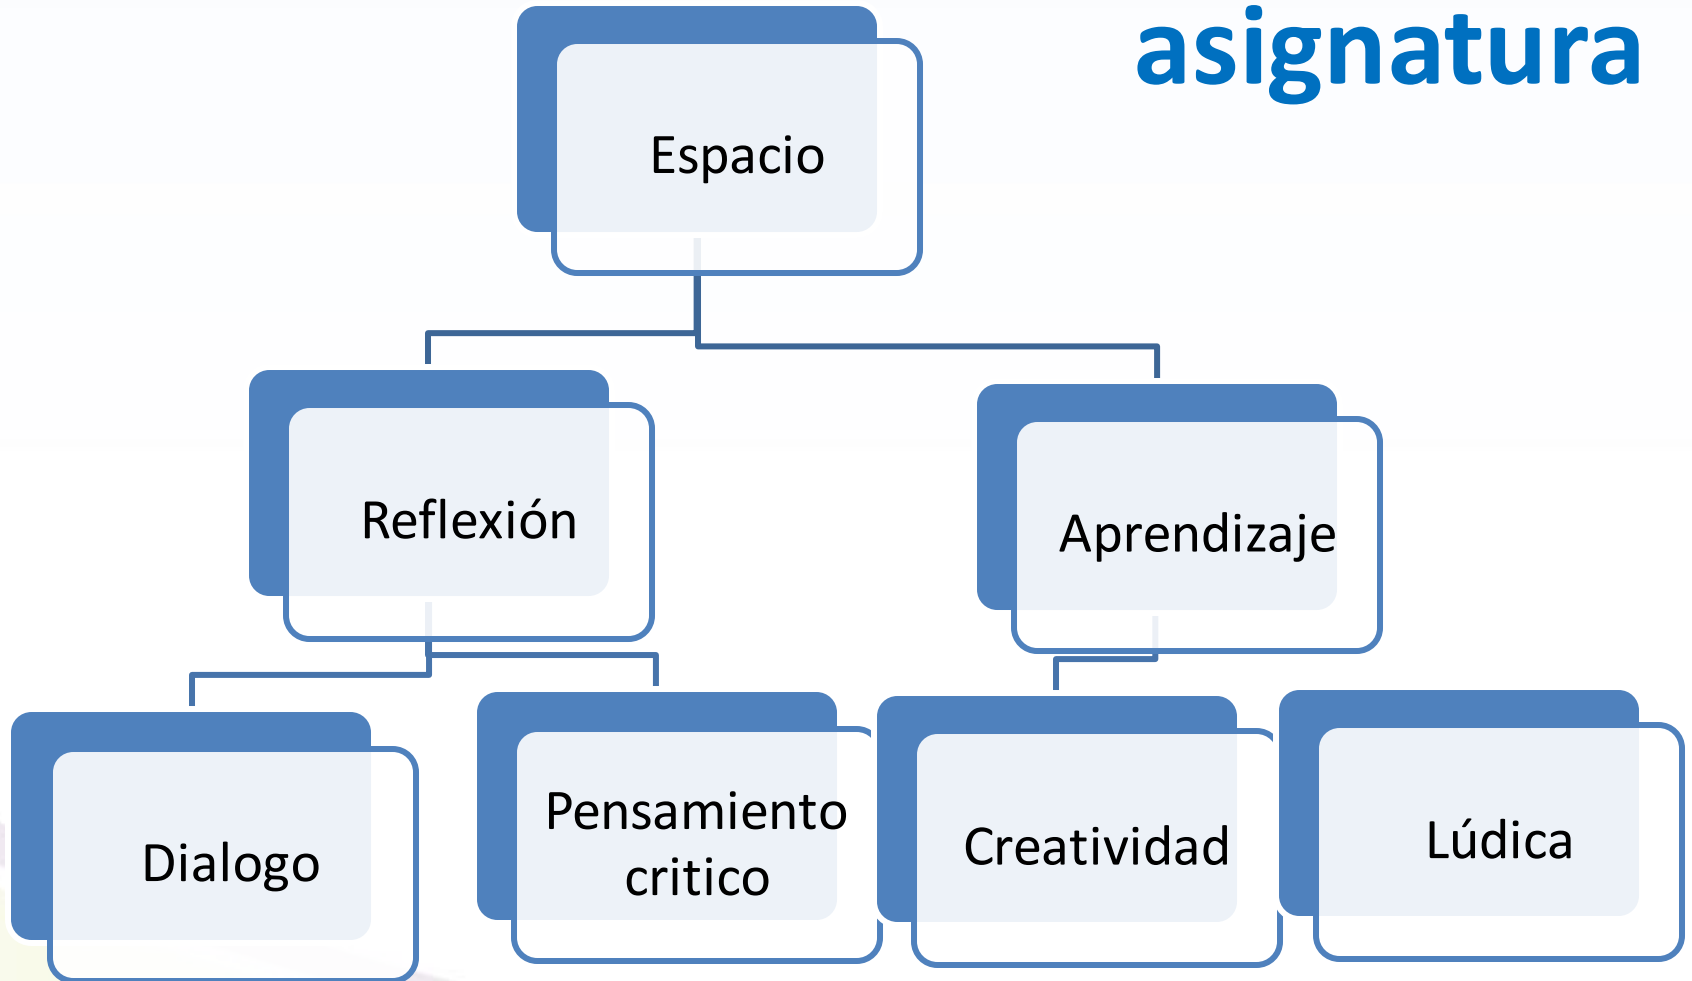 asignatura
Espacio
Reflexión
Aprendizaje
Dialogo
Pensamiento
critico
Creatividad
Lúdica